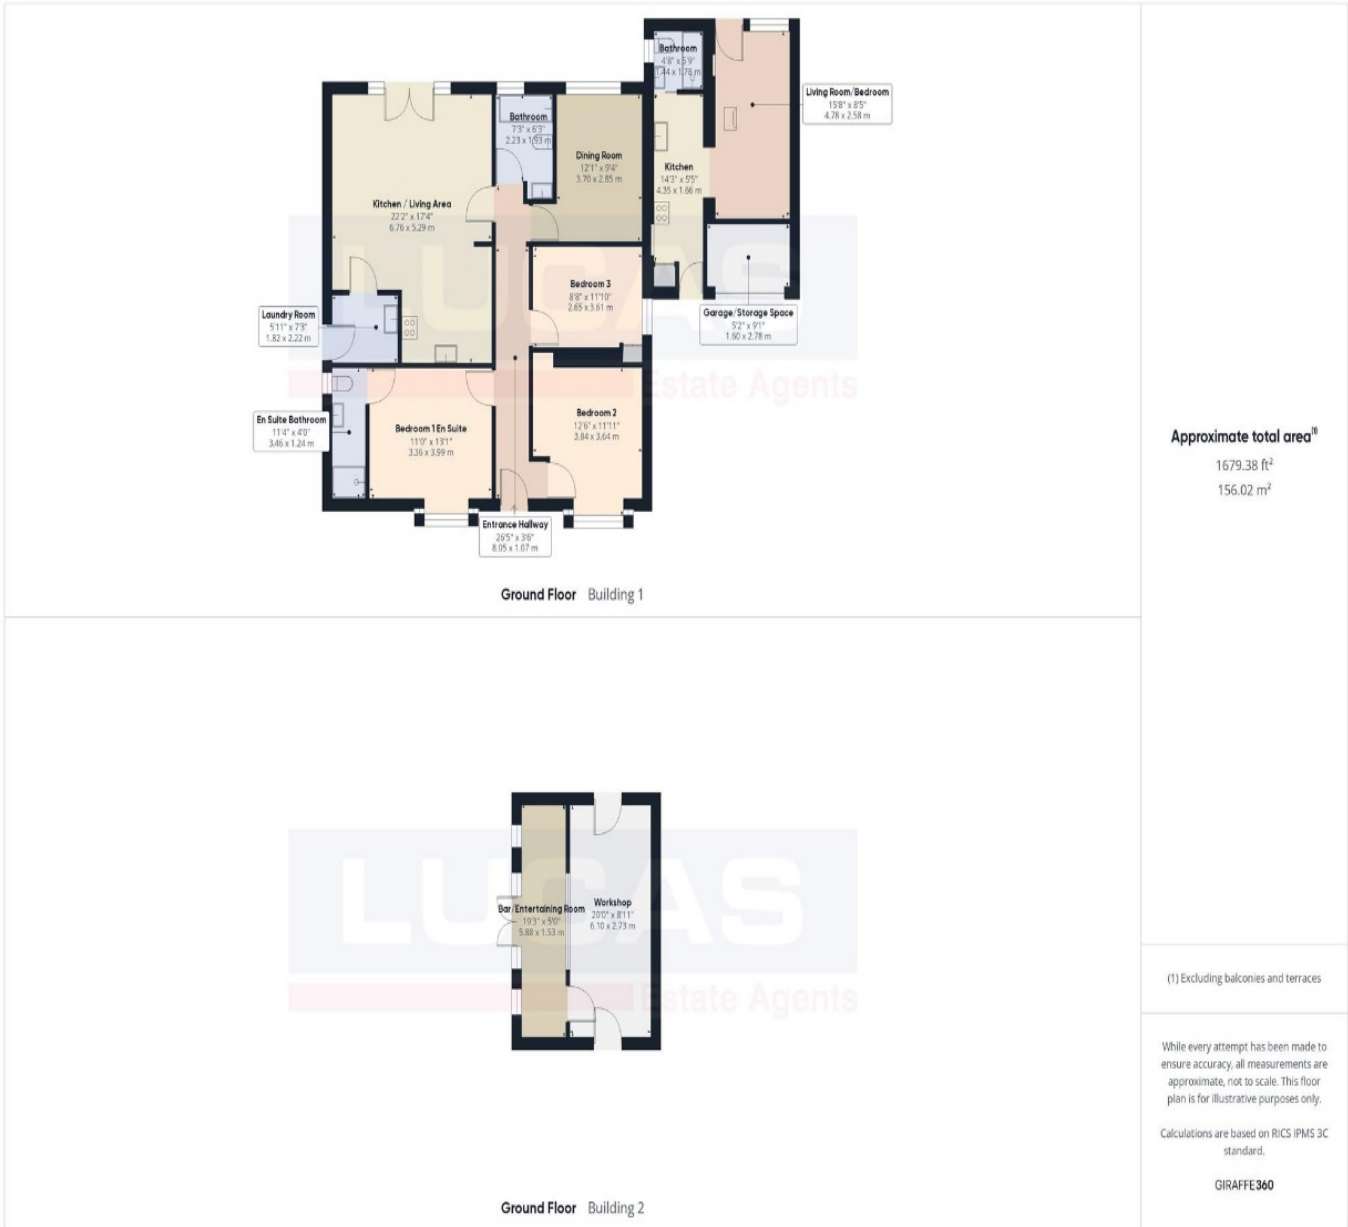 Bathroom
4'8" x 5'9"
1.44 x 1.78 m
Living Room/Bedroom
15'8" x 8'5"
4.78 x 2.58 m
Bathroom
7'3" x 6'3"
2.23 x 1.93 m
Dining Room
12'1" x 9'4"
3.70 x 2.85 m
Kitchen
14'3" x 5'5"
4.35 x 1.66 m
Kitchen / Living Area
22'2" x 17'4"
6.76 x 5.29 m
Bedroom 3
8'8" x 11'10"
2.65 x 3.61 m
Laundry Room
5'11" x 7'3"
1.82 x 2.22 m
Garage/Storage Space
5'2" x 9'1"
1.60 x 2.78 m
LUCAS
Estate Agents
En Suite Bathroom
11'4" x 4'0"
3.46 x 1.24 m
Bedroom 1 En Suite
11'0" x 13'1"
3.36 x 3.99 m
Bedroom 2
12'6" x 11'11"
3.84 x 3.64 m
Entrance Hallway
26'5" x 3'6"
8.05 x 1.07 m
Ground Floor Building 1
Approximate total area(1)
1679.38 ft²
156.02 m²
LUCAS
Estate Agents
Bar/Entertaining Room
19'3" x 5'0"
5.88 x 1.53 m
Workshop
20'0" x 8'11"
6.10 x 2.73 m
Ground Floor Building 2
(1) Excluding balconies and terraces
While every attempt has been made to
ensure accuracy, all measurements are
approximate, not to scale. This floor
plan is for illustrative purposes only.
Calculations are based on RICS IPMS 3C
standard.
GIRAFFE360